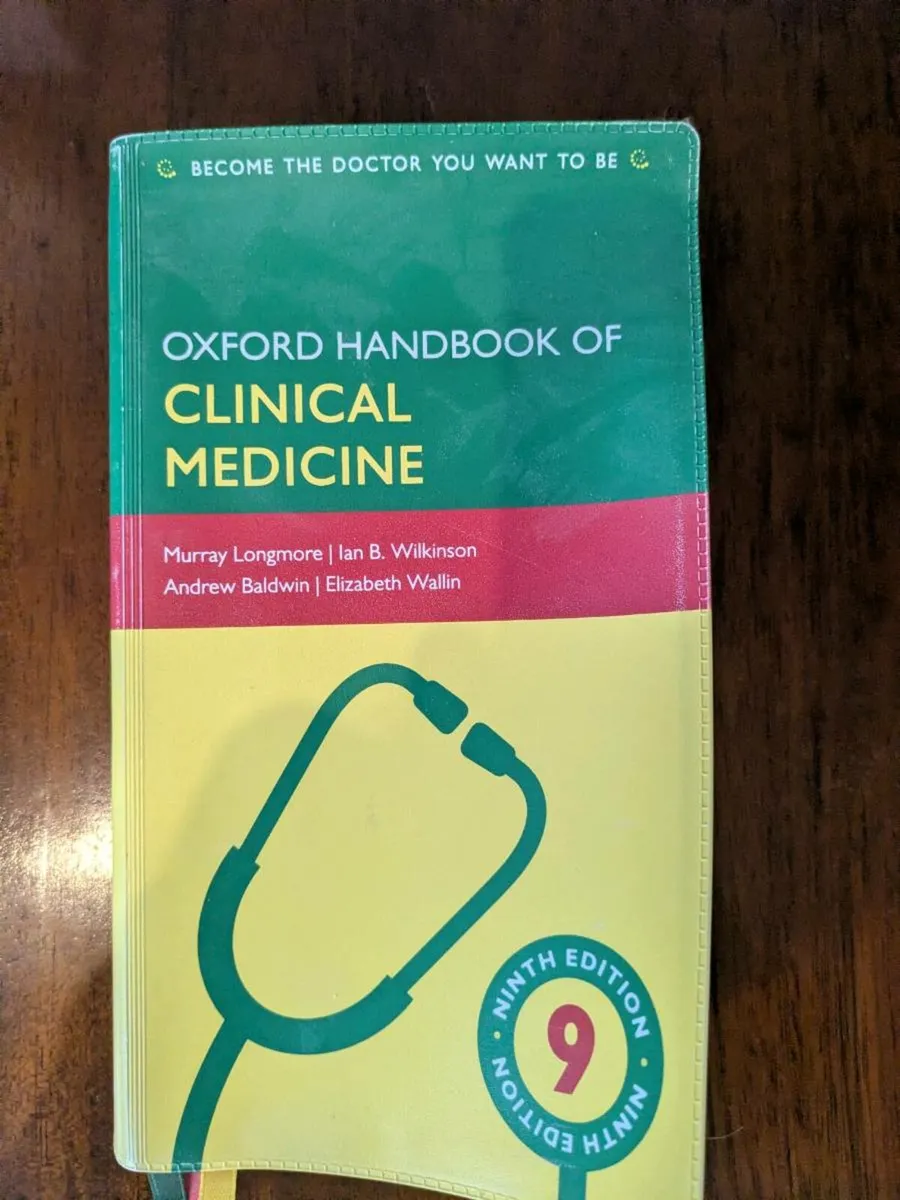 BECOME THE DOCTOR YOU WANT TO BE
OXFORD HANDBOOK OF
CLINICAL
MEDICINE
Murray Longmore | Ian B. Wilkinson
Andrew Baldwin | Elizabeth Wallin
NINTH EDITION • NINTH EDITION •
9